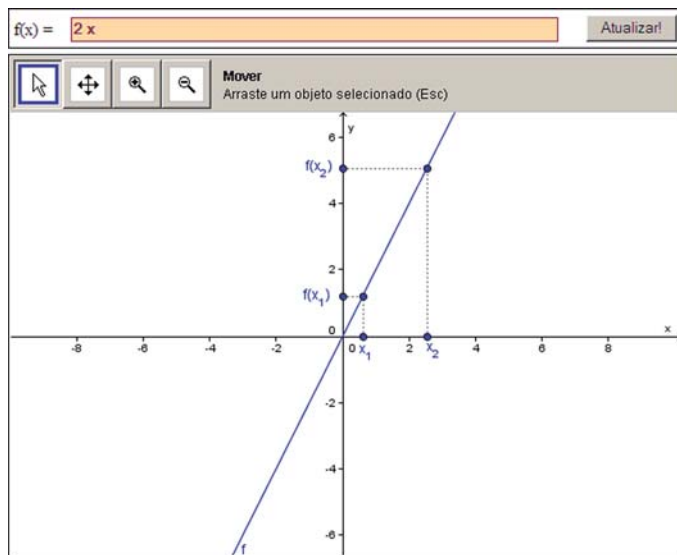 f(x) = 2 x Atualizar!
Mover
Arraste um objeto selecionado (Esc)
y
6
f(x₂)
4
2
f(x₁)
0 x
-8 -6 -4 -2 0 x₁ 2 x₂ 4 6 8
-2
-4
-6
f